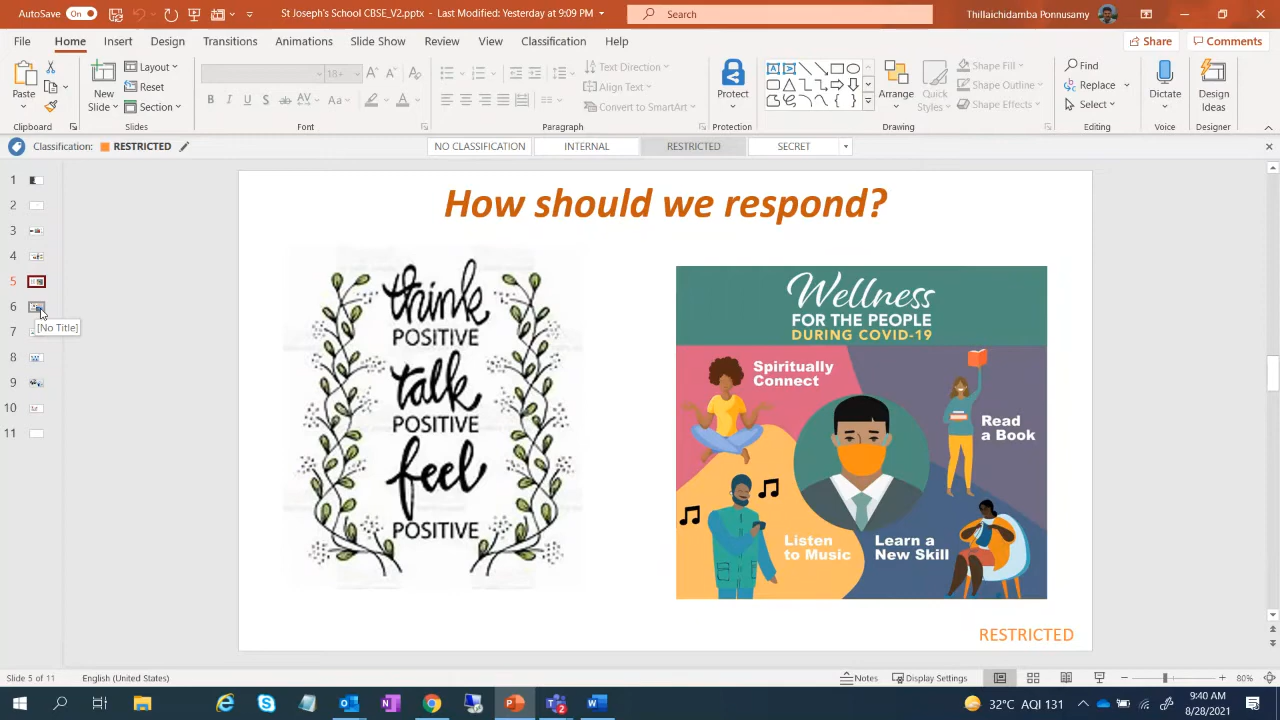 AutoSave On St Joseph's School CBSE_V2.pptx - Last Modified: Yesterday at 9:09 PM Search Thillaichidamba Ponnusamy
File Home Insert Design Transitions Animations Slide Show Review View Classification Help Share Comments
Paste
Clipboard
New
Slide
Layout
Reset
Section
Slides
18+
B I U S ab AV Aa A
Font
Text Direction
Align Text
Convert to SmartArt
Paragraph
Protect
Protection
Arrange
Quick
Styles
Shape Fill
Shape Outline
Shape Effects
Drawing
Find
Replace
Select
Editing
Dictate
Voice
Design
Ideas
Designer
Classification: RESTRICTED NO CLASSIFICATION INTERNAL RESTRICTED SECRET
1
2
3
4
5
6
[No Title]
7
8
9
10
11
How should we respond?
think
POSITIVE
talk
POSITIVE
feel
POSITIVE
Wellness
FOR THE PEOPLE
DURING COVID-19
Spiritually
Connect
Read
a Book
Listen
to Music
Learn a
New Skill
RESTRICTED
Slide 5 of 11 English (United States) Notes Display Settings 80%
32°C AQI 131 9:40 AM
8/28/2021